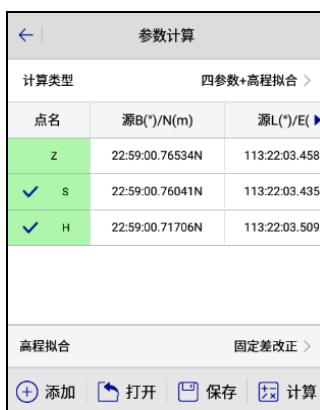 参数计算
计算类型 四参数+高程拟合
点名 源B(°)/N(m) 源L(°)/E(
Z 22:59:00.76534N 113:22:03.458
S 22:59:00.76041N 113:22:03.435
H 22:59:00.71706N 113:22:03.509
高程拟合 固定差改正
添加 打开 保存 计算